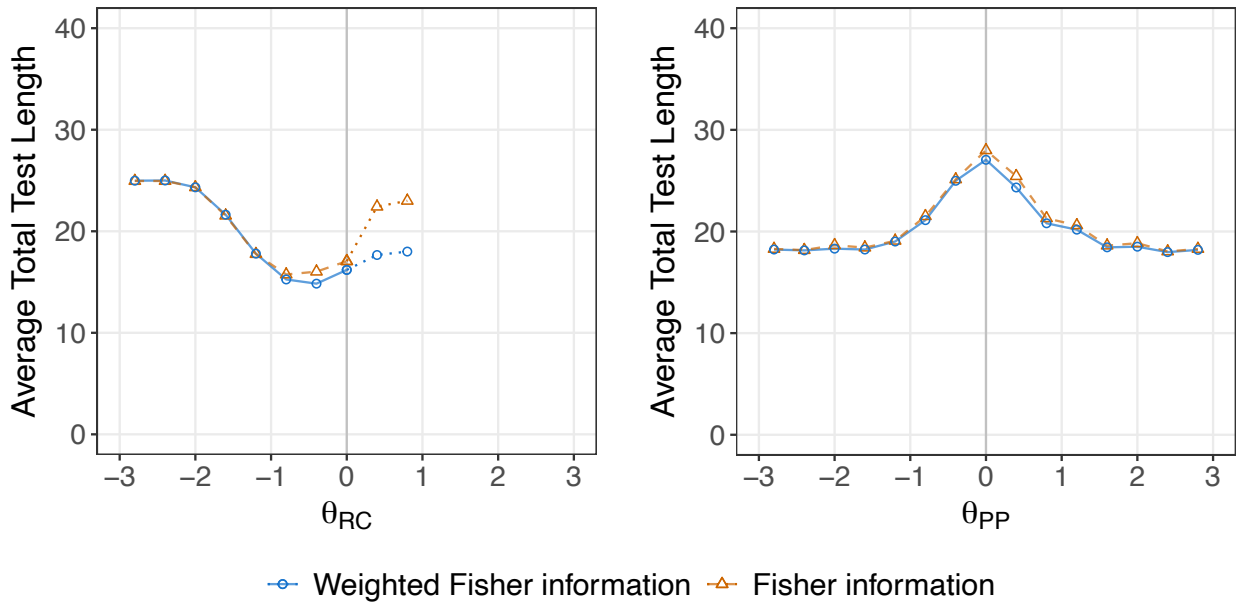 Average Total Test Length
40
30
20
10
0
−3 −2 −1 0 1 2 3
θRC
Average Total Test Length
40
30
20
10
0
−3 −2 −1 0 1 2 3
θPP
Weighted Fisher information Fisher information